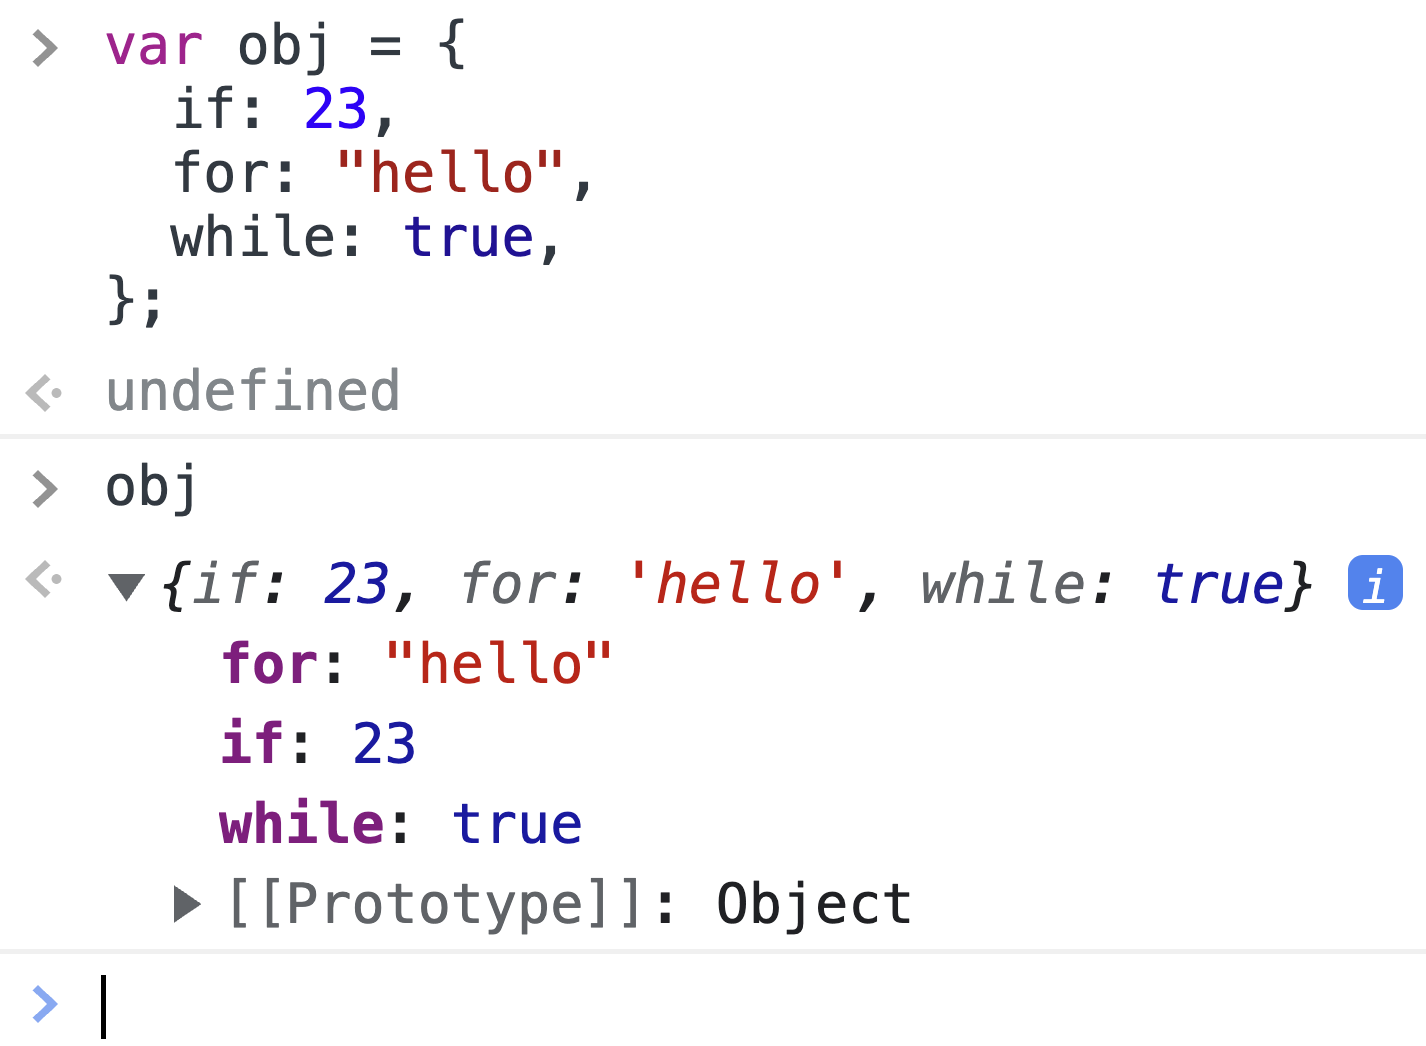 > var obj = {
if: 23,
for: "hello",
while: true,
};
undefined
> obj
{if: 23, for: 'hello', while: true} i
for: "hello"
if: 23
while: true
[[Prototype]]: Object
>